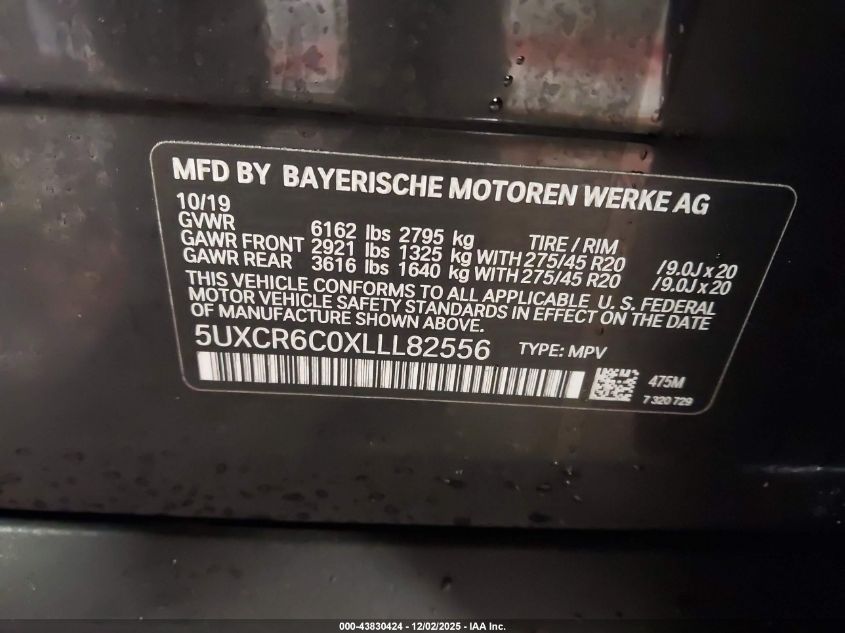 MFD BY BAYERISCHE MOTOREN WERKE AG
10/19
GVWR 6162 lbs 2795 kg TIRE / RIM
GAWR FRONT 2921 lbs 1325 kg WITH 275/45 R20 /9.0J x 20
GAWR REAR 3616 lbs 1640 kg WITH 275/45 R20 /9.0J x 20
THIS VEHICLE CONFORMS TO ALL APPLICABLE U. S. FEDERAL
MOTOR VEHICLE SAFETY STANDARDS IN EFFECT ON THE DATE
OF MANUFACTURE SHOWN ABOVE.
5UXCR6C0XLLL82556 TYPE: MPV
475M
7 320 729
000-43830424 - 12/02/2025 - IAA Inc.